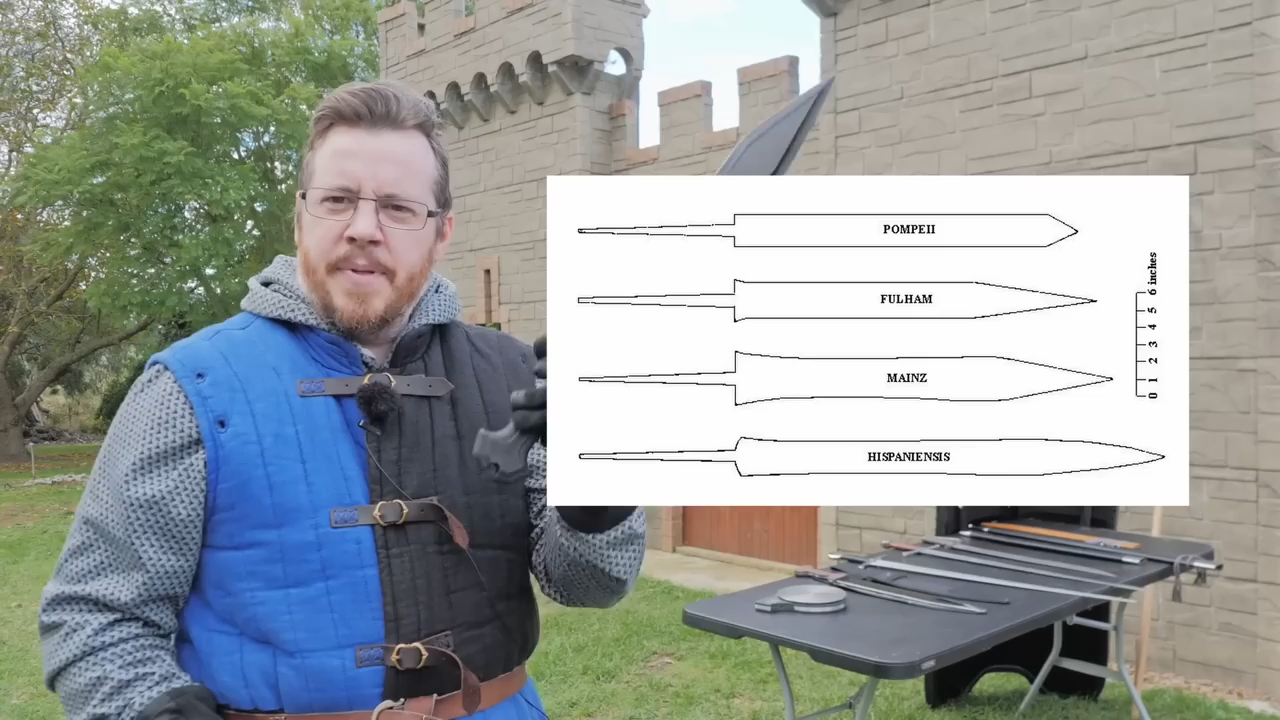 POMPEII
FULHAM
MAINZ
HISPANIENSIS
0 1 2 3 4 5 6 inches